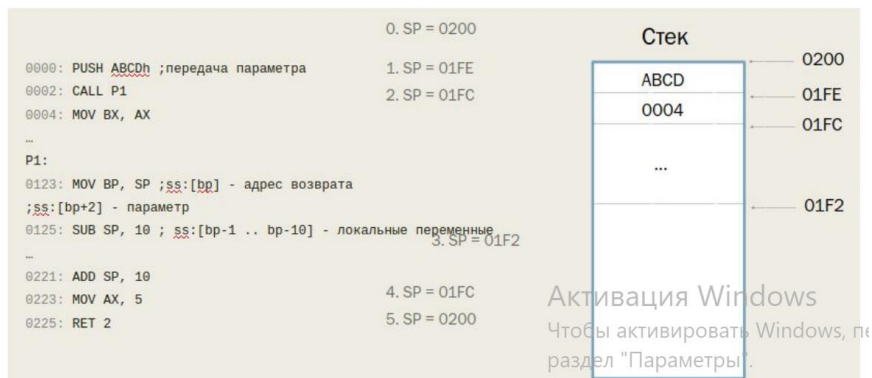 0. SP = 0200
Стек
0000: PUSH ABCDh ;передача параметра
1. SP = 01FE
0002: CALL P1
2. SP = 01FC
0004: MOV BX, AX
…
P1:
0123: MOV BP, SP ;ss:[bp] - адрес возврата
;ss:[bp+2] - параметр
0125: SUB SP, 10 ; ss:[bp-1 .. bp-10] - локальные переменные
3. SP = 01F2
…
0221: ADD SP, 10
0223: MOV AX, 5
4. SP = 01FC
0225: RET 2
5. SP = 0200
0200
ABCD
01FE
0004
01FC
...
01F2
Активация Windows
Чтобы активировать Windows, пе
раздел "Параметры".